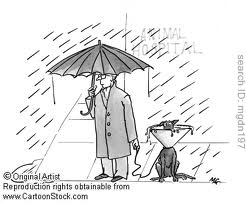 ANIMAL
HOSPITAL
search ID: mgdn197
© Original Artist
Reproduction rights obtainable from
www.CartoonStock.com